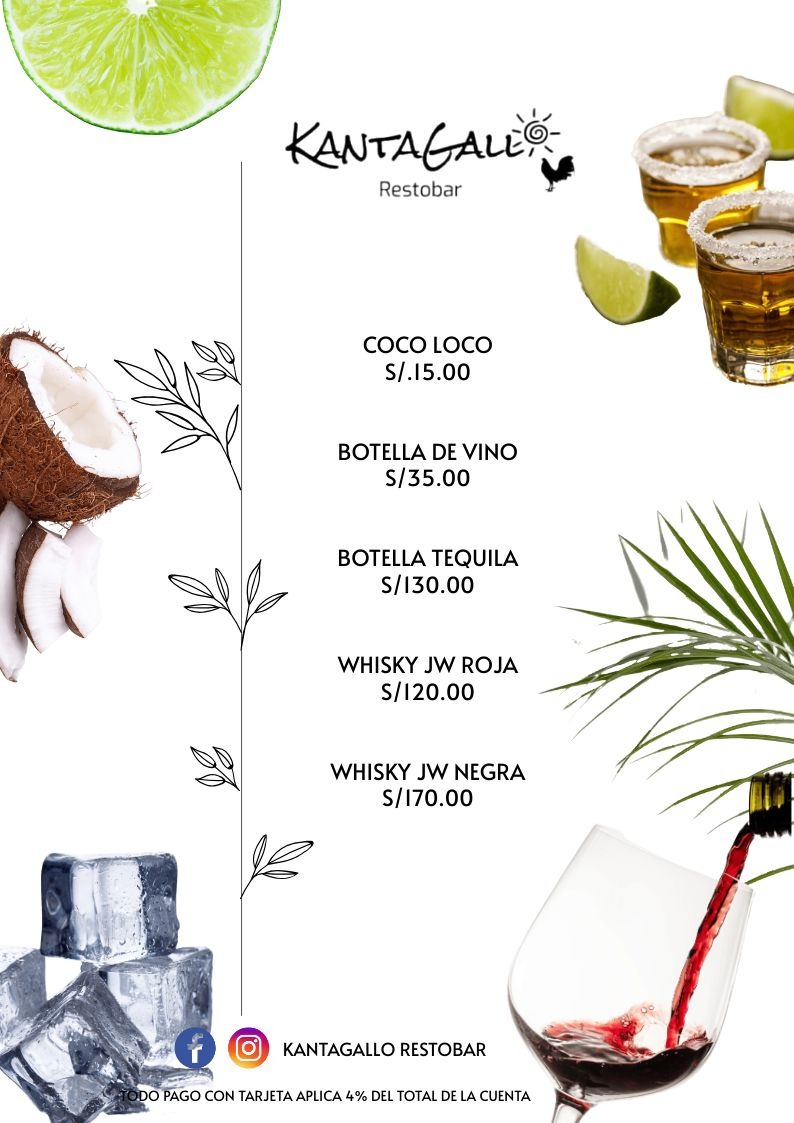 KANTAGALLO
Restobar
COCO LOCO
S/.15.00
BOTELLA DE VINO
S/35.00
BOTELLA TEQUILA
S/130.00
WHISKY JW ROJA
S/120.00
WHISKY JW NEGRA
S/170.00
KANTAGALLO RESTOBAR
TODO PAGO CON TARJETA APLICA 4% DEL TOTAL DE LA CUENTA